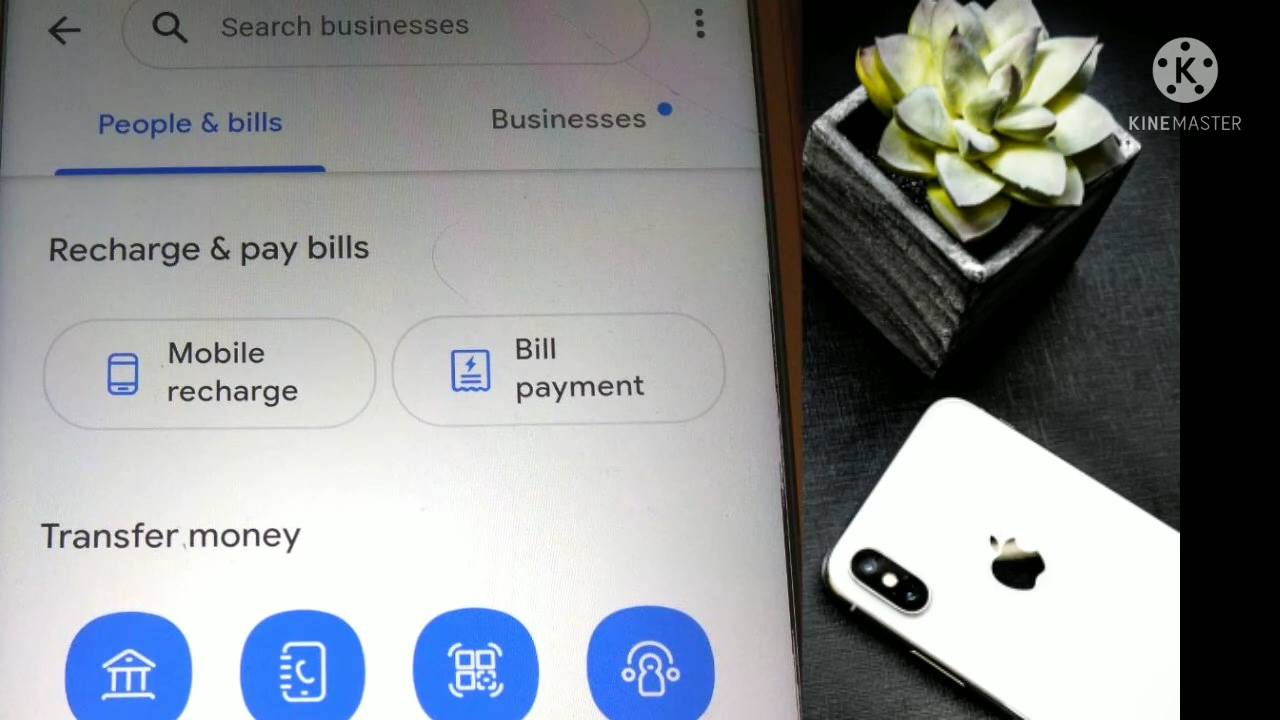 Search businesses
People & bills
Businesses
Recharge & pay bills
Mobile
recharge
Bill
payment
Transfer money
K
KINEMASTER